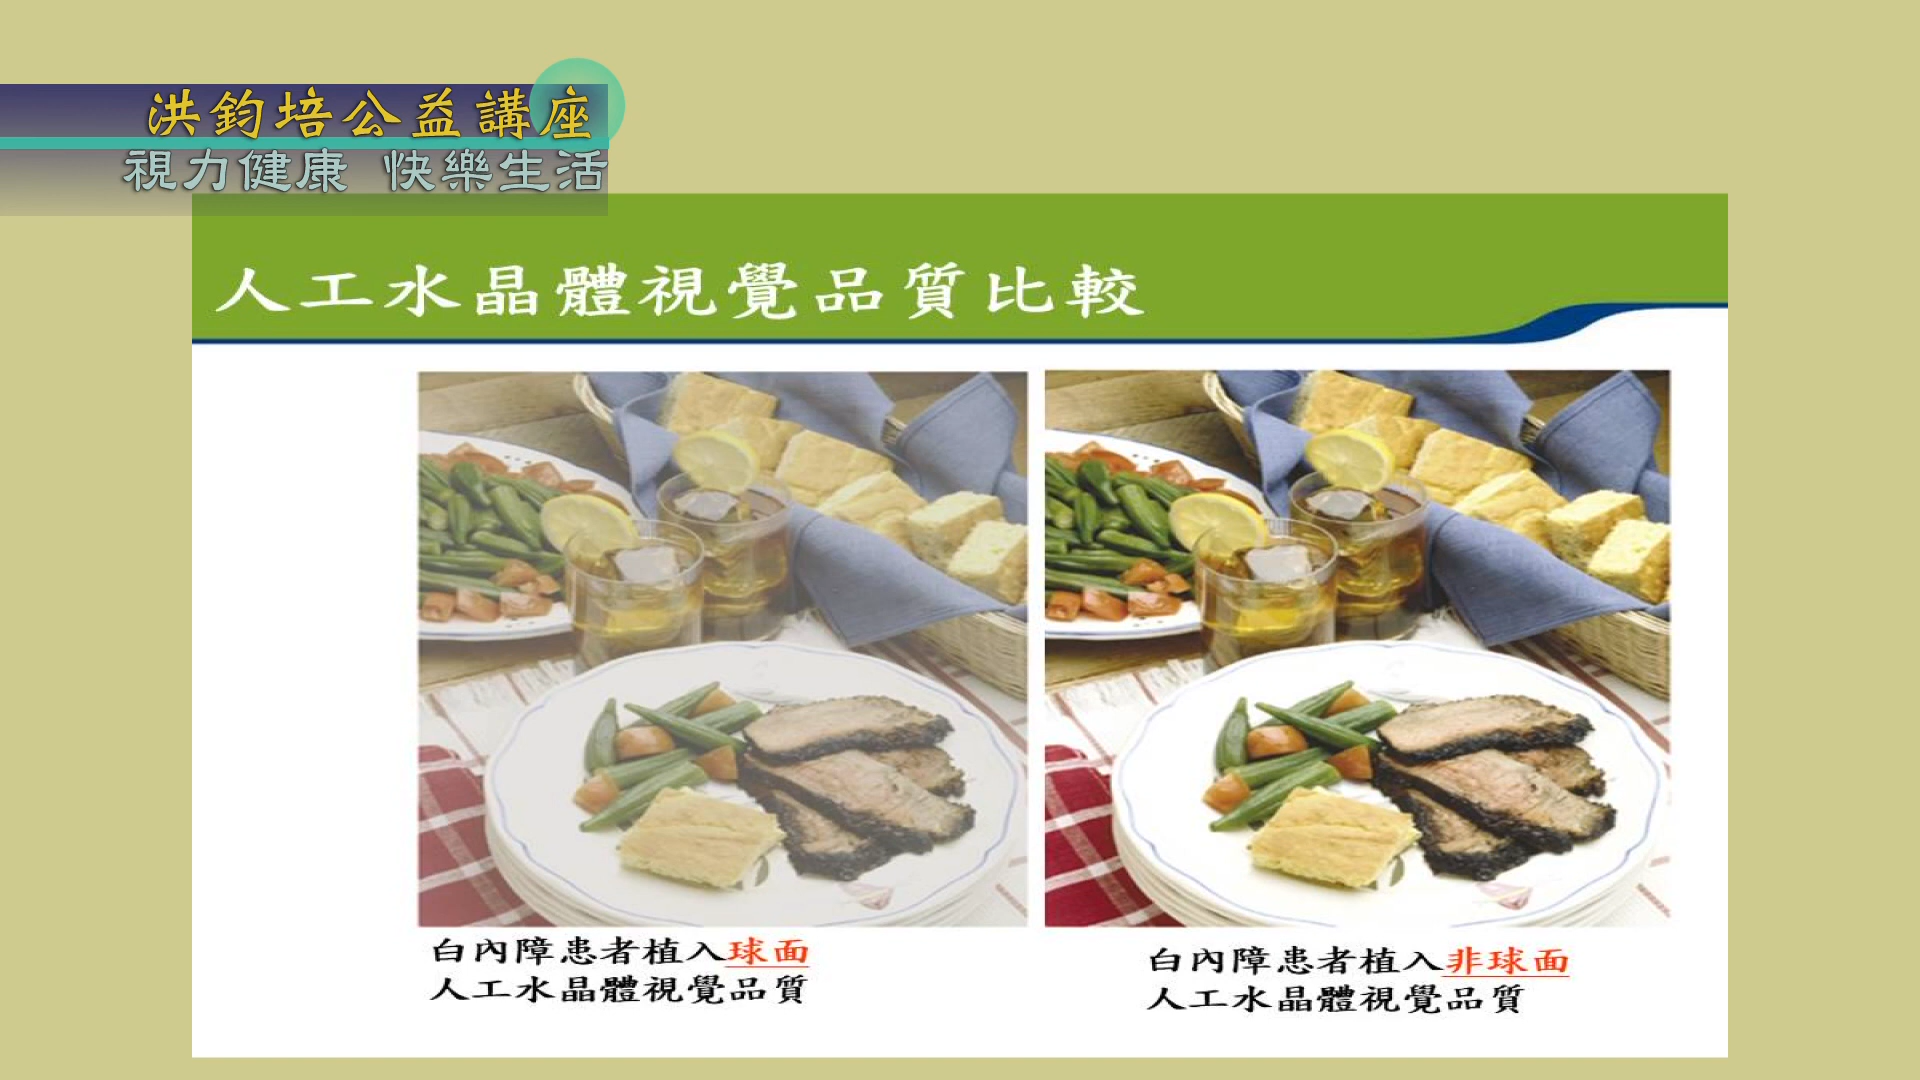 洪鈞培公益講座
視力健康 快樂生活
人工水晶體視覺品質比較
白內障患者植入球面
人工水晶體視覺品質
白內障患者植入非球面
人工水晶體視覺品質